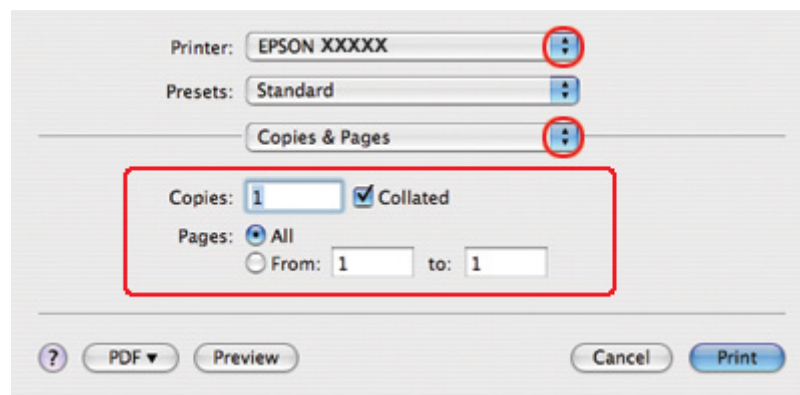 Printer: EPSON XXXXX
Presets: Standard
Copies & Pages
Copies: 1 Collated
Pages: All
From: 1 to: 1
? PDF▼ Preview Cancel Print